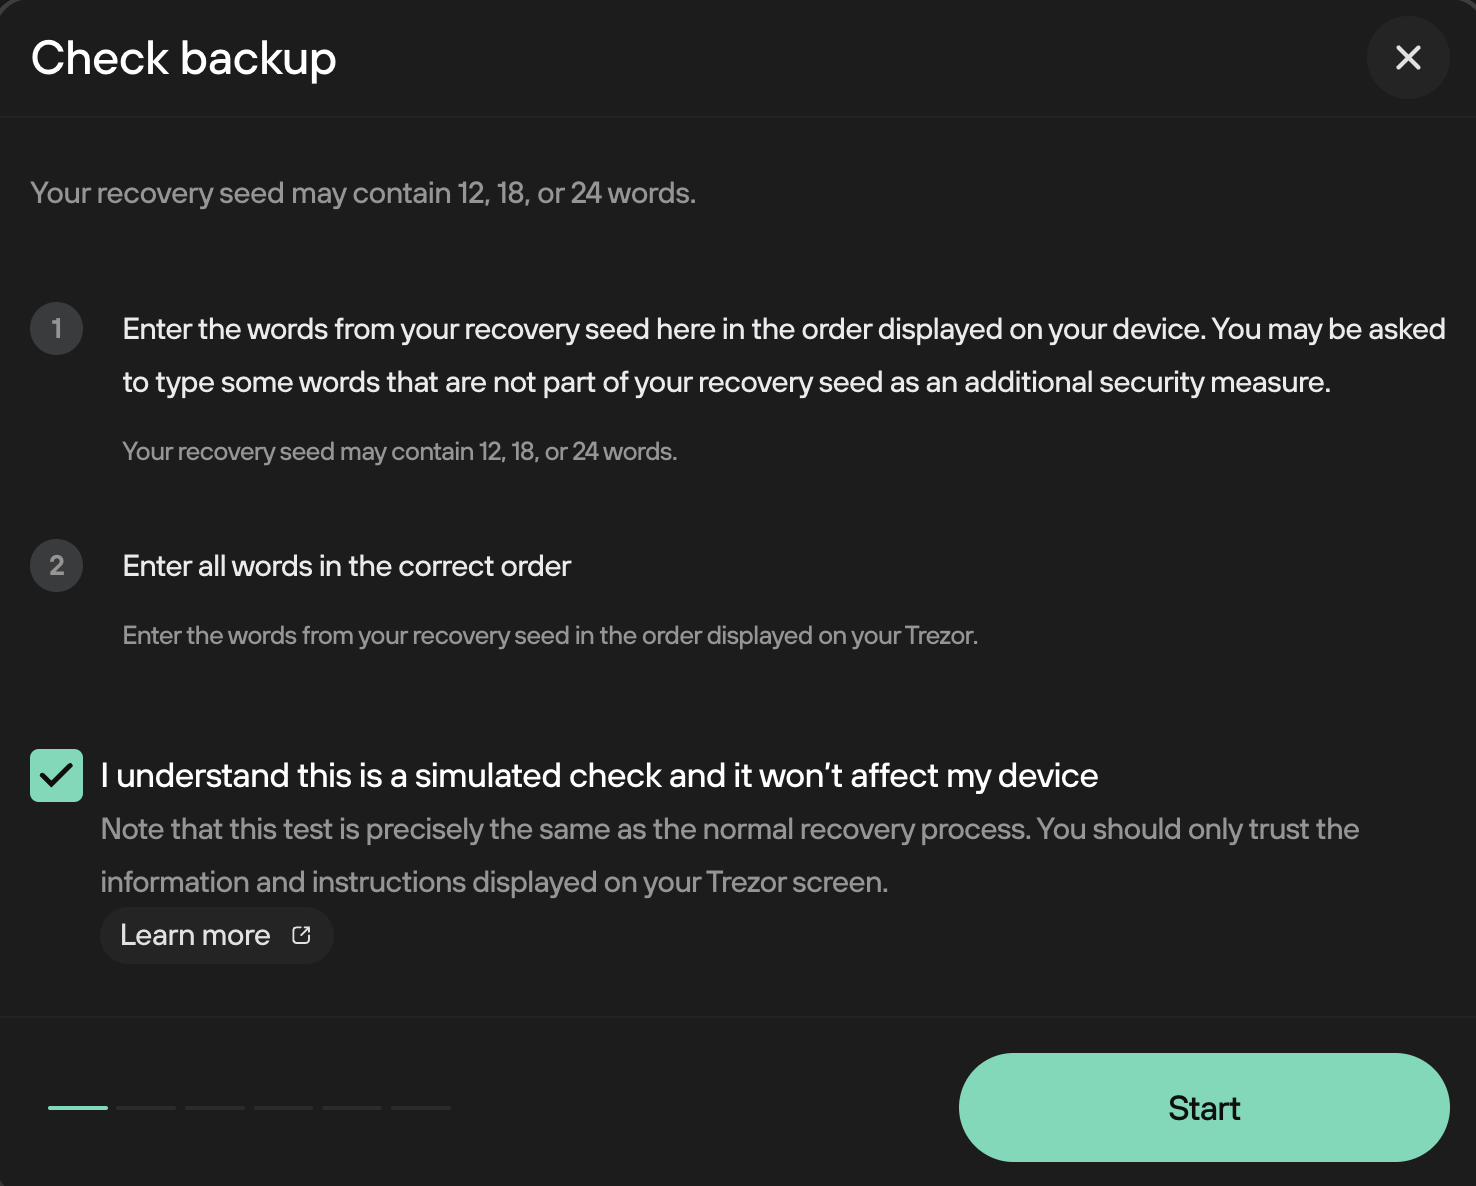 Check backup
Your recovery seed may contain 12, 18, or 24 words.
1
Enter the words from your recovery seed here in the order displayed on your device. You may be asked
to type some words that are not part of your recovery seed as an additional security measure.
Your recovery seed may contain 12, 18, or 24 words.
2
Enter all words in the correct order
Enter the words from your recovery seed in the order displayed on your Trezor.
I understand this is a simulated check and it won’t affect my device
Note that this test is precisely the same as the normal recovery process. You should only trust the
information and instructions displayed on your Trezor screen.
Learn more
Start